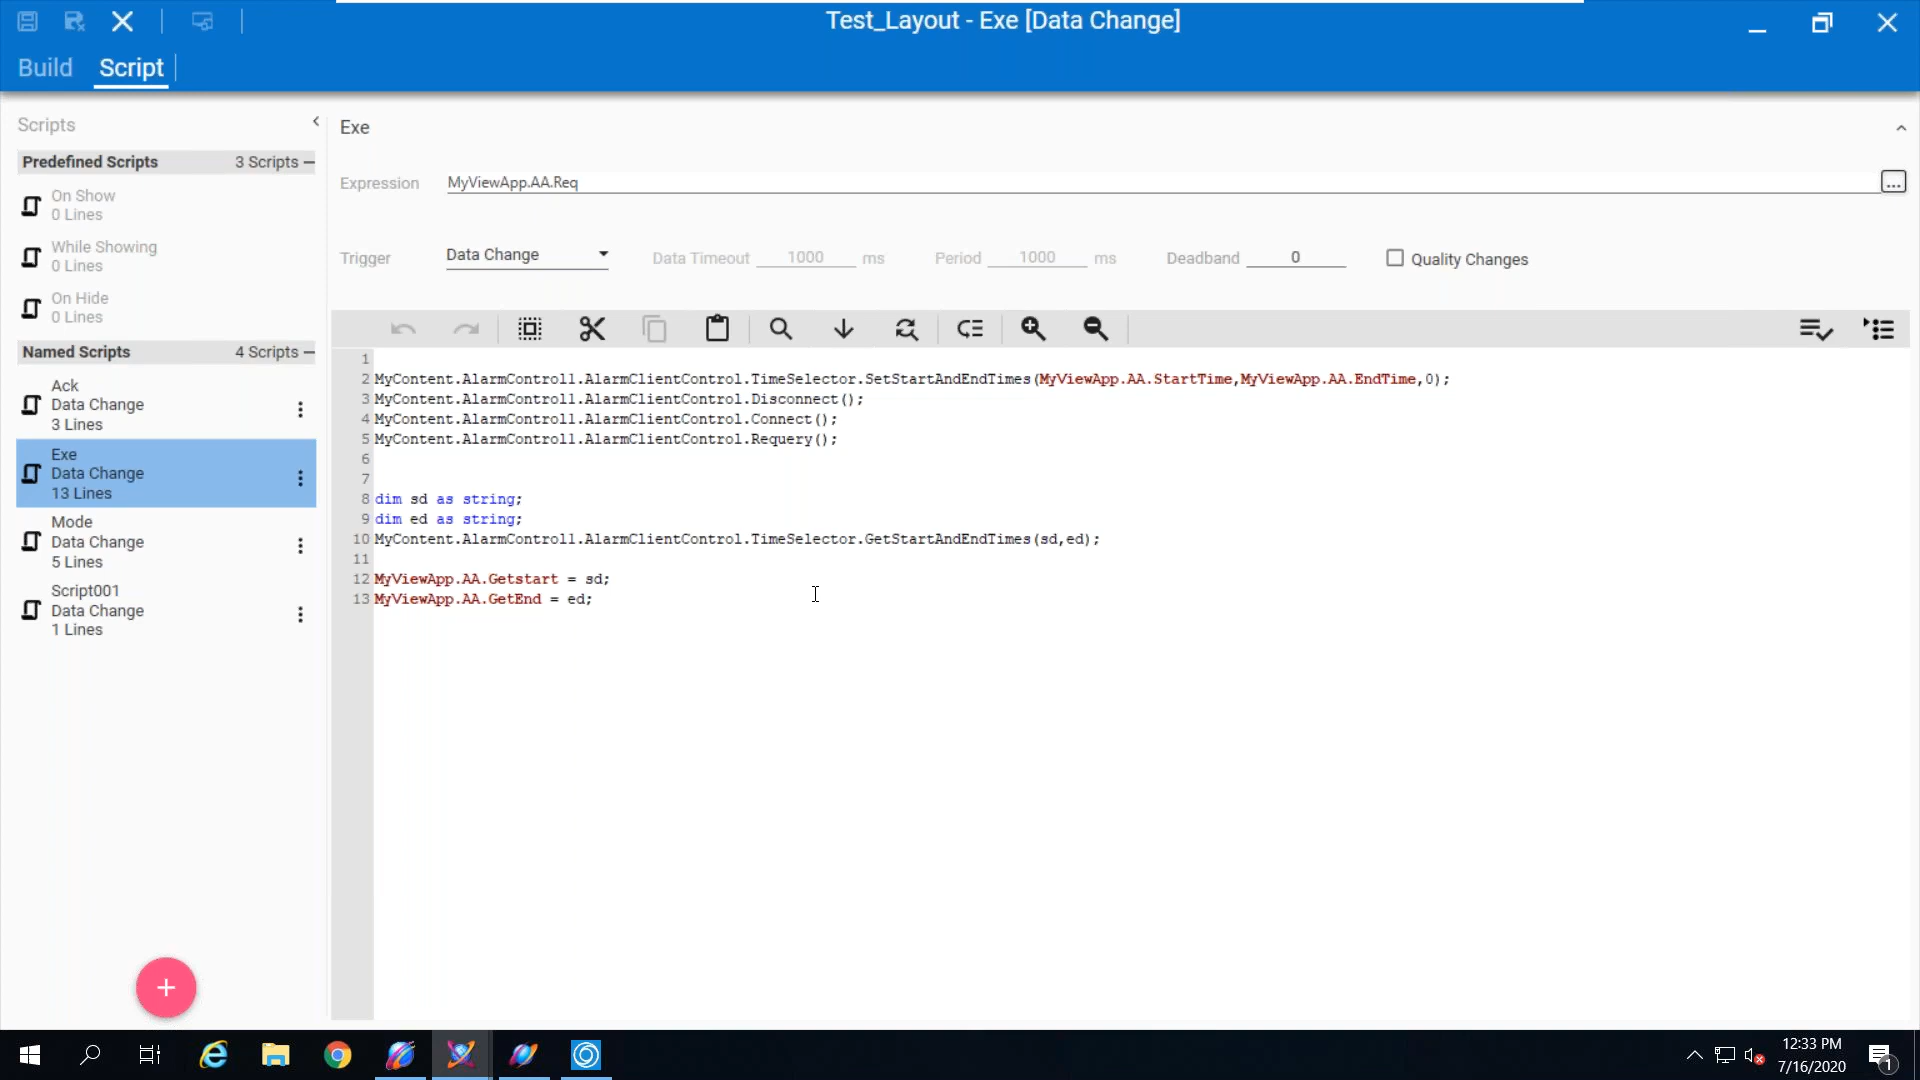 Test_Layout - Exe [Data Change]
Build Script
Scripts
Predefined Scripts 3 Scripts
On Show
0 Lines
While Showing
0 Lines
On Hide
0 Lines
Named Scripts 4 Scripts
Ack
Data Change
3 Lines
Exe
Data Change
13 Lines
Mode
Data Change
5 Lines
Script001
Data Change
1 Lines
Exe
Expression MyViewApp.AA.Req ...
Trigger Data Change Data Timeout 1000 ms Period 1000 ms Deadband 0 Quality Changes
1
2 MyContent.AlarmControl1.AlarmClientControl.TimeSelector.SetStartAndEndTimes(MyViewApp.AA.StartTime,MyViewApp.AA.EndTime,0);
3 MyContent.AlarmControl1.AlarmClientControl.Disconnect();
4 MyContent.AlarmControl1.AlarmClientControl.Connect();
5 MyContent.AlarmControl1.AlarmClientControl.Requery();
6
7
8 dim sd as string;
9 dim ed as string;
10 MyContent.AlarmControl1.AlarmClientControl.TimeSelector.GetStartAndEndTimes(sd,ed);
11
12 MyViewApp.AA.Getstart = sd;
13 MyViewApp.AA.GetEnd = ed;
12:33 PM
7/16/2020
1